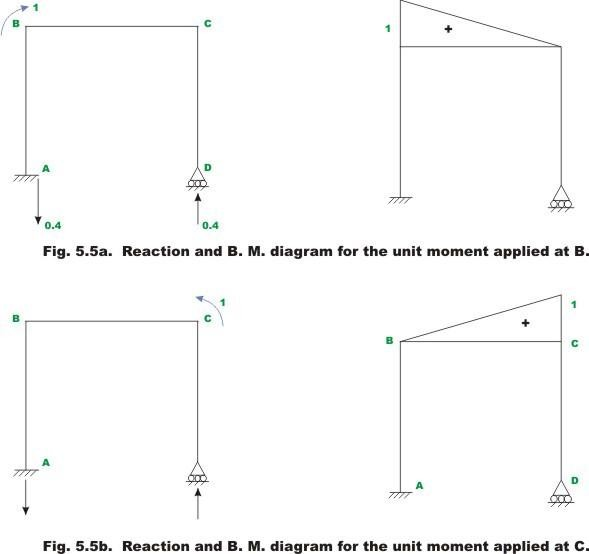 1
B
C
1
+
A
D
0.4
0.4
Fig. 5.5a. Reaction and B. M. diagram for the unit moment applied at B.
1
B
C
1
+
B
C
A
A
D
Fig. 5.5b. Reaction and B. M. diagram for the unit moment applied at C.